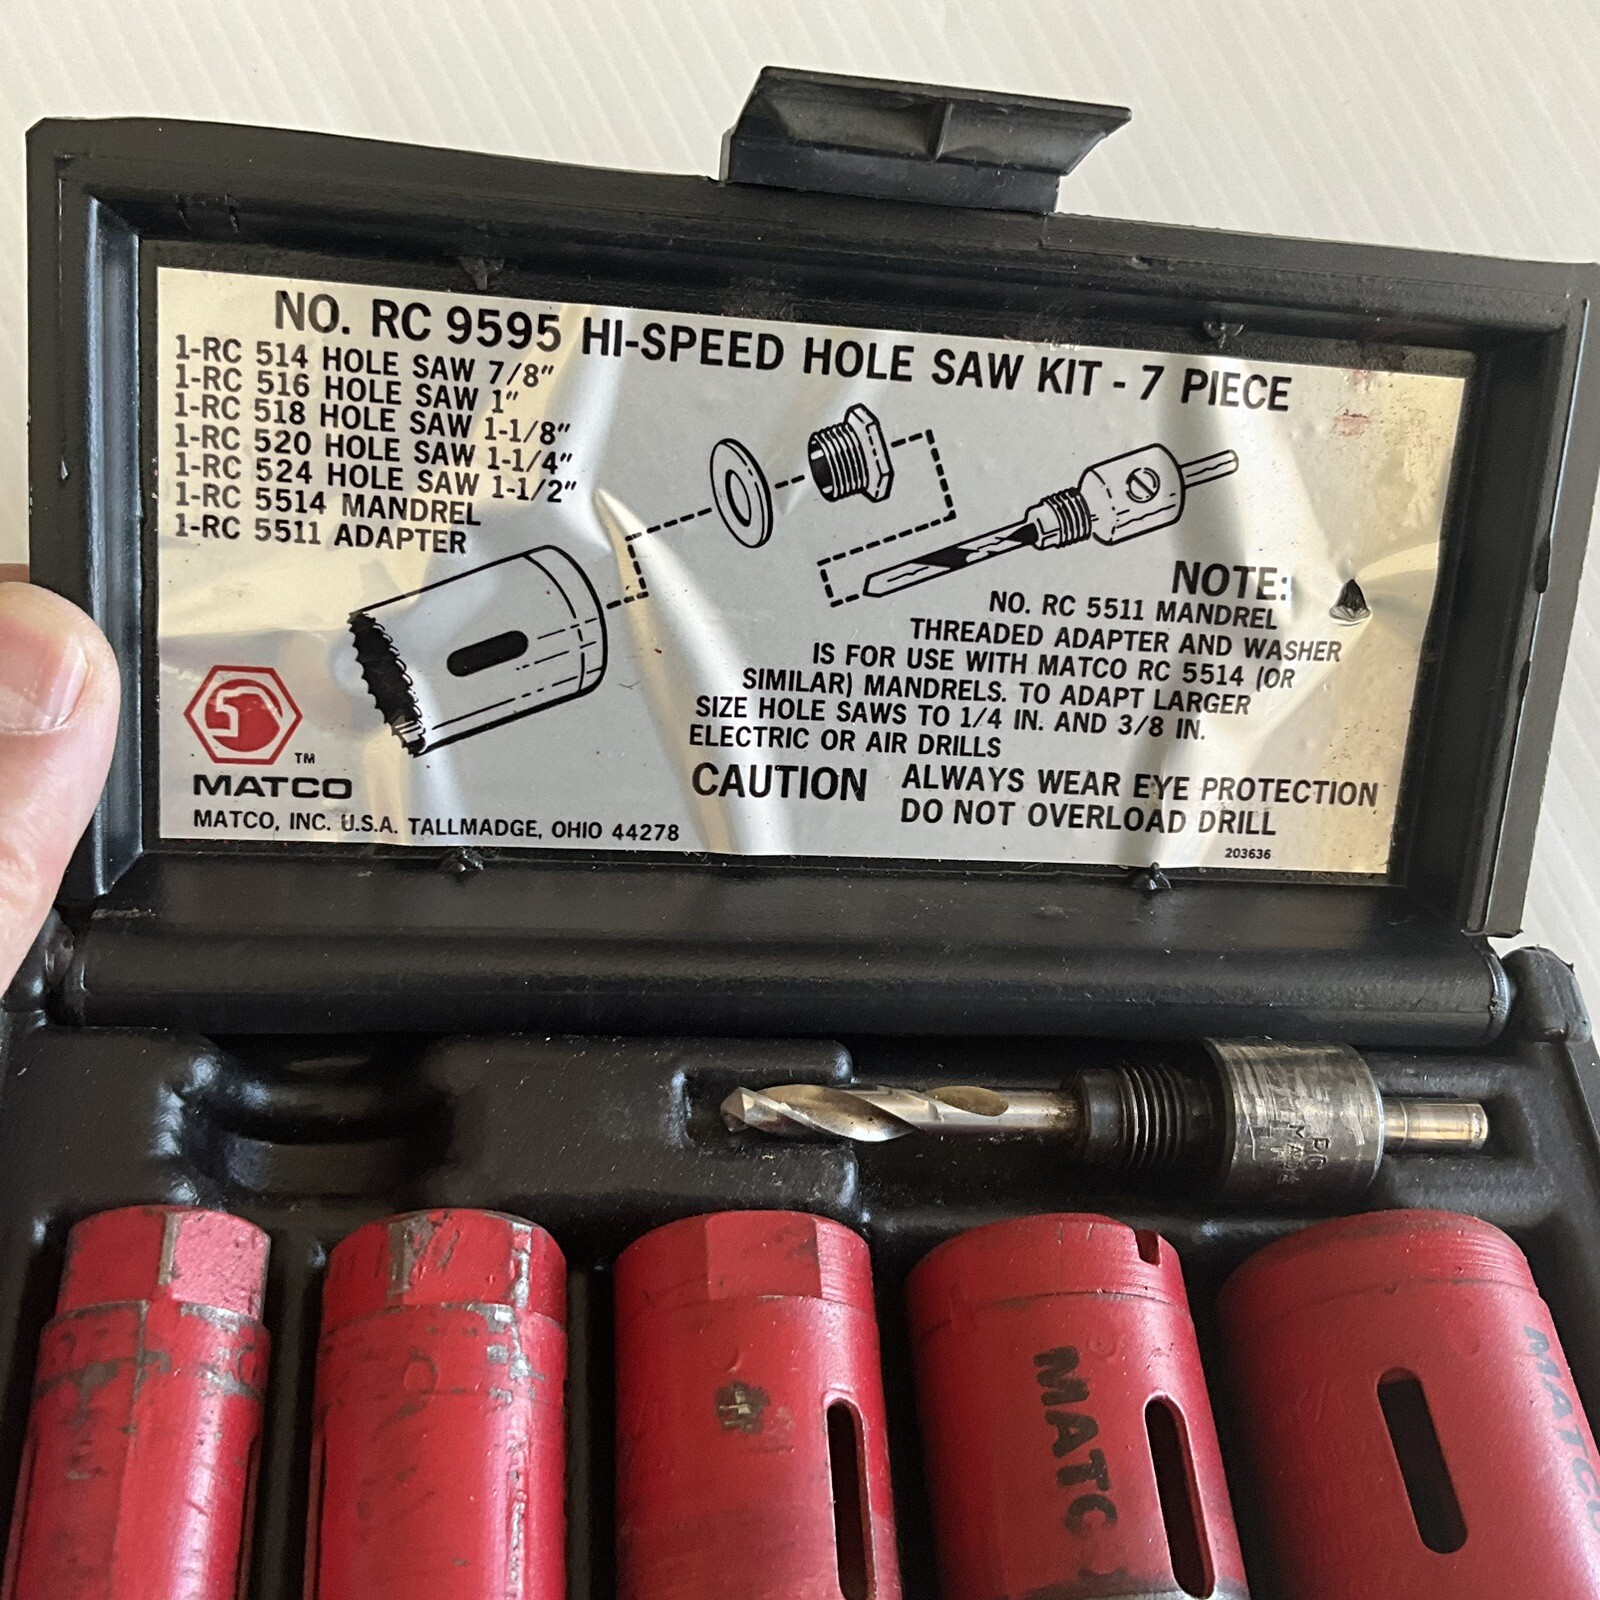 NO. RC 9595 HI-SPEED HOLE SAW KIT - 7 PIECE
1-RC 514 HOLE SAW 7/8"
1-RC 516 HOLE SAW 1"
1-RC 518 HOLE SAW 1-1/8"
1-RC 520 HOLE SAW 1-1/4"
1-RC 524 HOLE SAW 1-1/2"
1-RC 5514 MANDREL
1-RC 5511 ADAPTER
NOTE:
NO. RC 5511 MANDREL
THREADED ADAPTER AND WASHER
IS FOR USE WITH MATCO RC 5514 (OR
SIMILAR) MANDRELS. TO ADAPT LARGER
SIZE HOLE SAWS TO 1/4 IN. AND 3/8 IN.
ELECTRIC OR AIR DRILLS
CAUTION ALWAYS WEAR EYE PROTECTION
DO NOT OVERLOAD DRILL
203636
TM
MATCO
MATCO, INC. U.S.A. TALLMADGE, OHIO 44278
RC
MATCO
MATCO